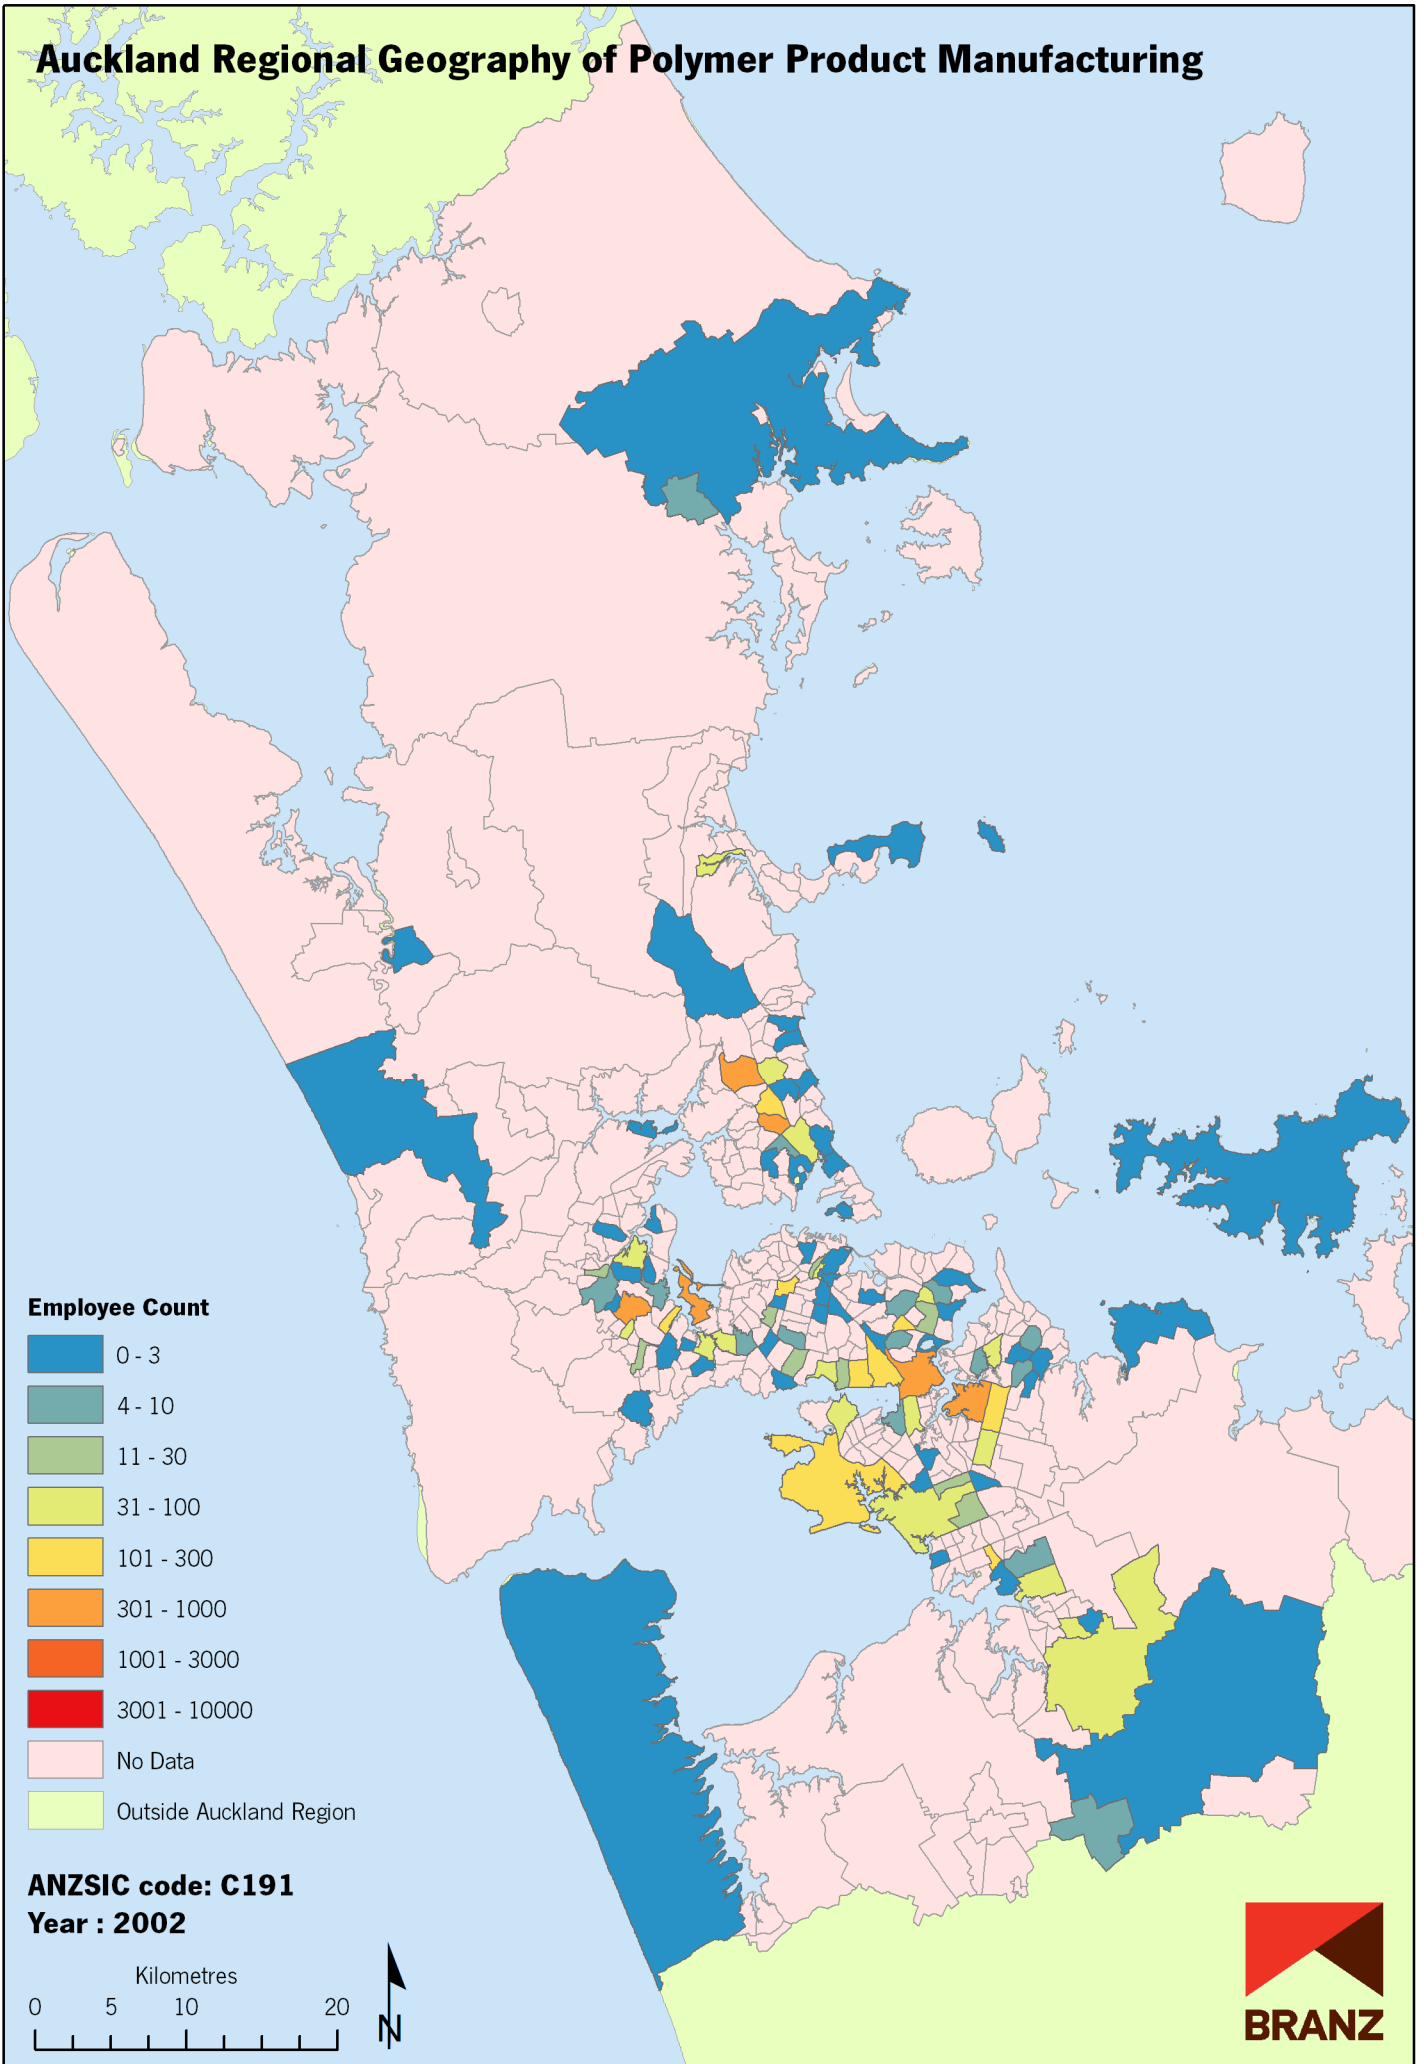 Auckland Regional Geography of Polymer Product Manufacturing
Employee Count
0 - 3
4 - 10
11 - 30
31 - 100
101 - 300
301 - 1000
1001 - 3000
3001 - 10000
No Data
Outside Auckland Region
ANZSIC code: C191
Year : 2002
Kilometres
0 5 10 20
N
BRANZ